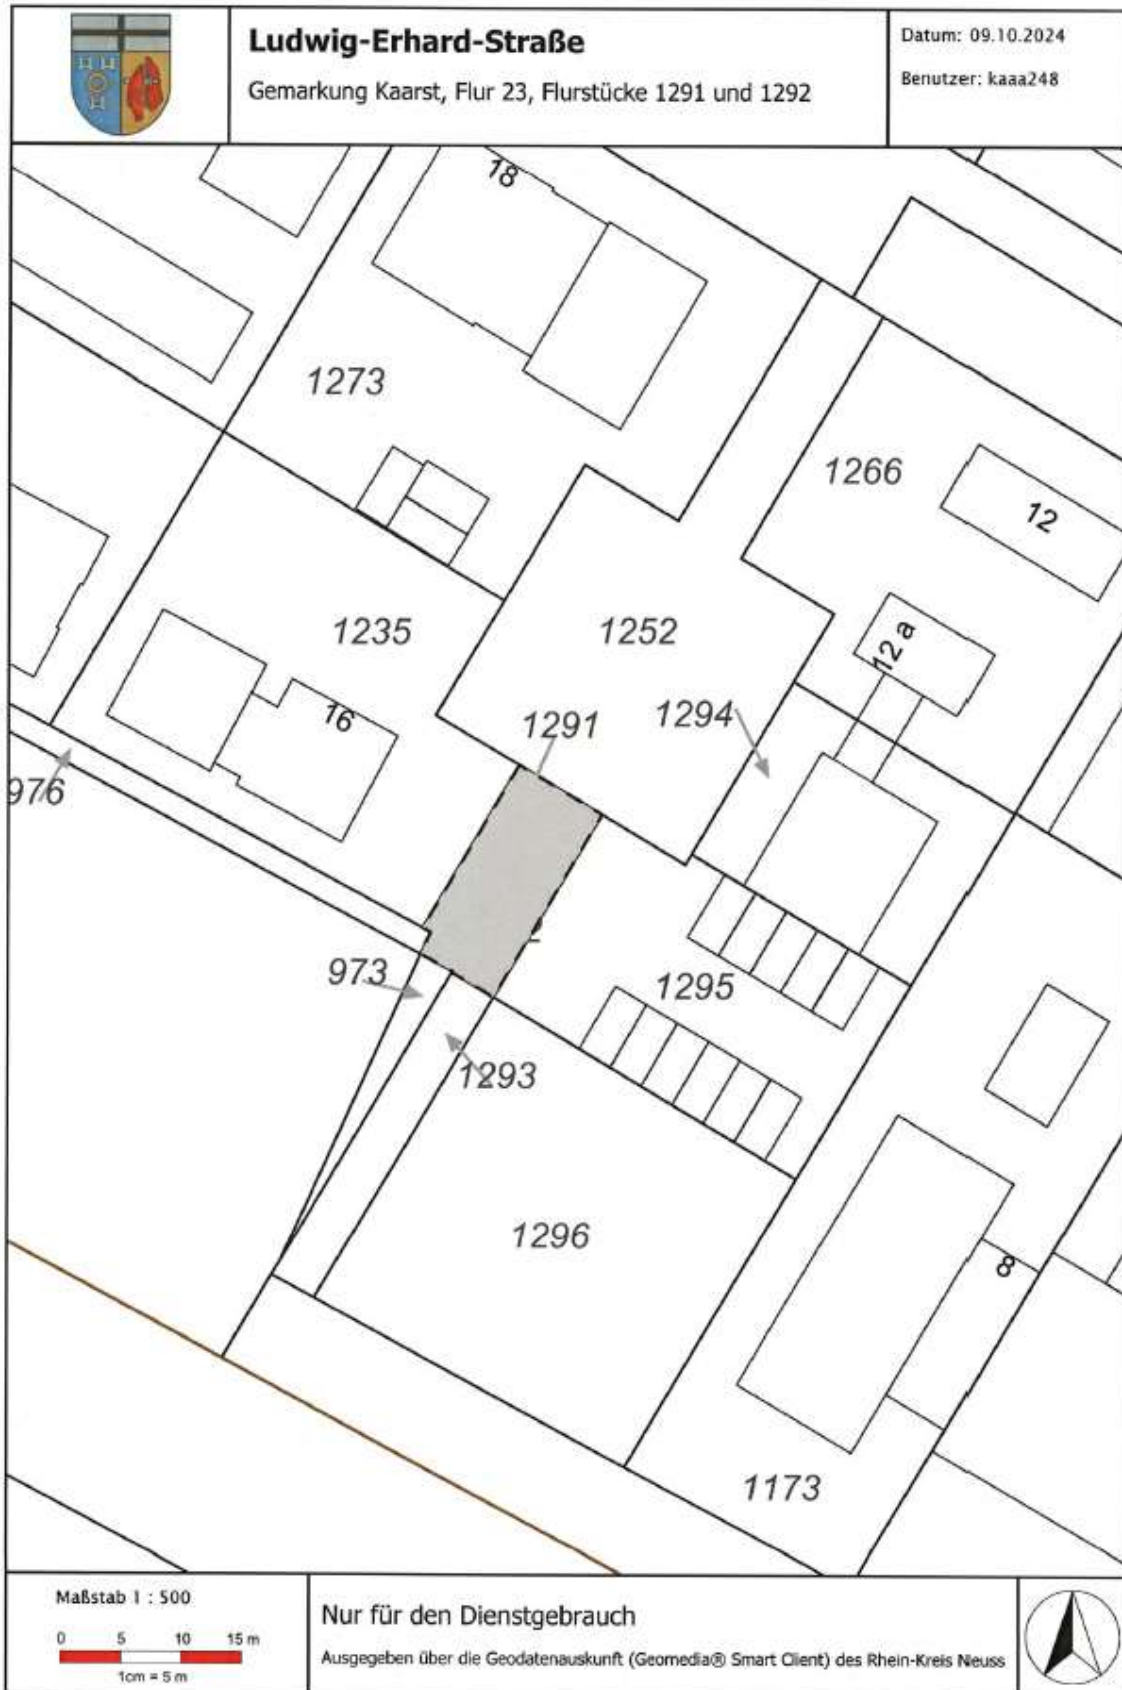 Ludwig-Erhard-Straße
Gemarkung Kaarst, Flur 23, Flurstücke 1291 und 1292
Datum: 09.10.2024
Benutzer: kaaa248
18
1273
1266
12
1235
1252
12 a
1291
1294
16
976
2
973
1295
1293
1296
8
1173
Maßstab 1 : 500
0 5 10 15 m
1cm = 5 m
Nur für den Dienstgebrauch
Ausgegeben über die Geodatenauskunft (Geomedia® Smart Client) des Rhein-Kreis Neuss